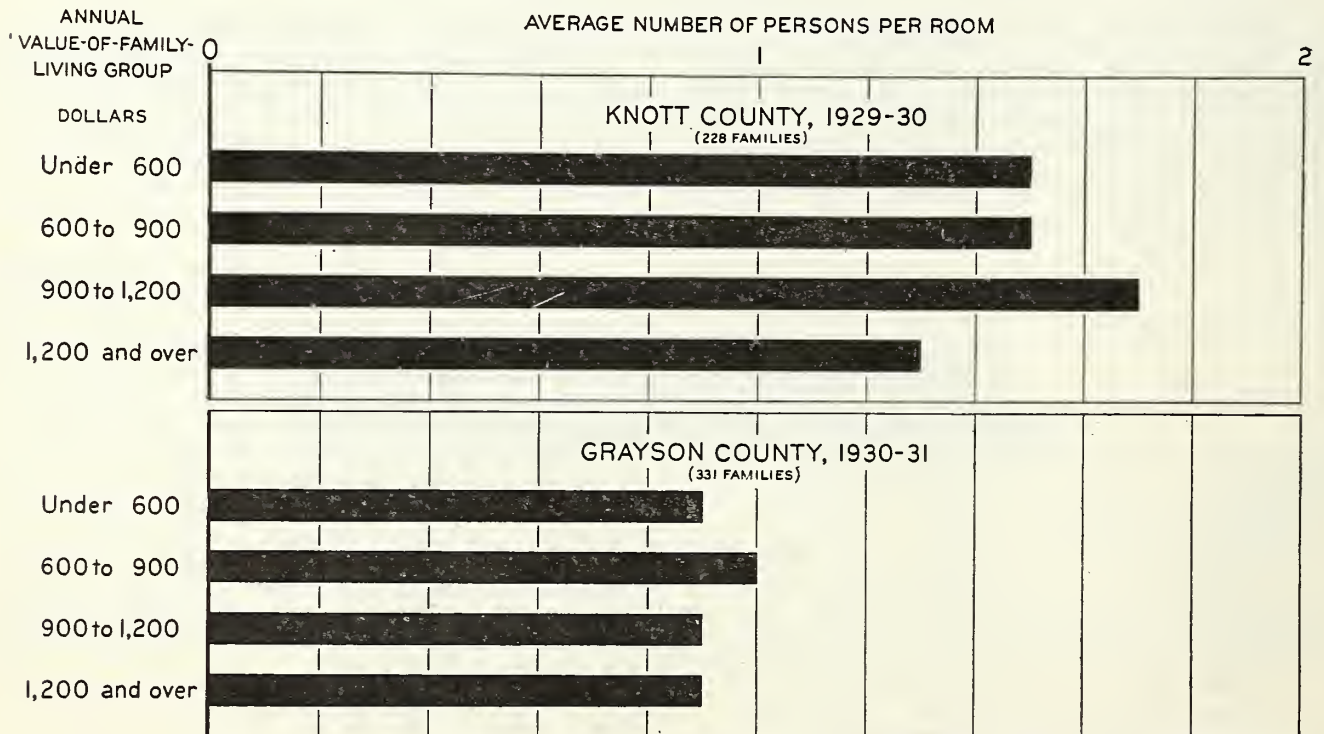 ANNUAL
VALUE-OF-FAMILY-
LIVING GROUP
DOLLARS
AVERAGE NUMBER OF PERSONS PER ROOM
0 1 2
KNOTT COUNTY, 1929-30
(228 FAMILIES)
Under 600
600 to 900
900 to 1,200
1,200 and over
GRAYSON COUNTY, 1930-31
(331 FAMILIES)
Under 600
600 to 900
900 to 1,200
1,200 and over